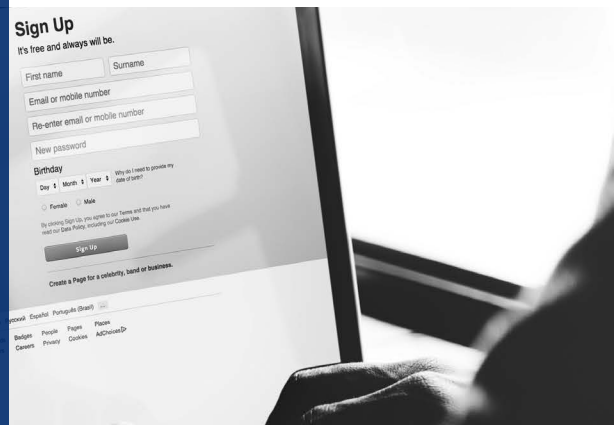 Sign Up
It's free and always will be.
First name
Surname
Email or mobile number
Re-enter email or mobile number
New password
Birthday
Day Month Year
Why do I need to provide my
date of birth?
Female Male
By clicking Sign Up, you agree to our Terms and that you have
read our Data Policy, including our Cookie Use.
Sign Up
Create a Page for a celebrity, band or business.
Español Português (Brasil) ...
Badges People Pages Places
Careers Privacy Cookies AdChoices